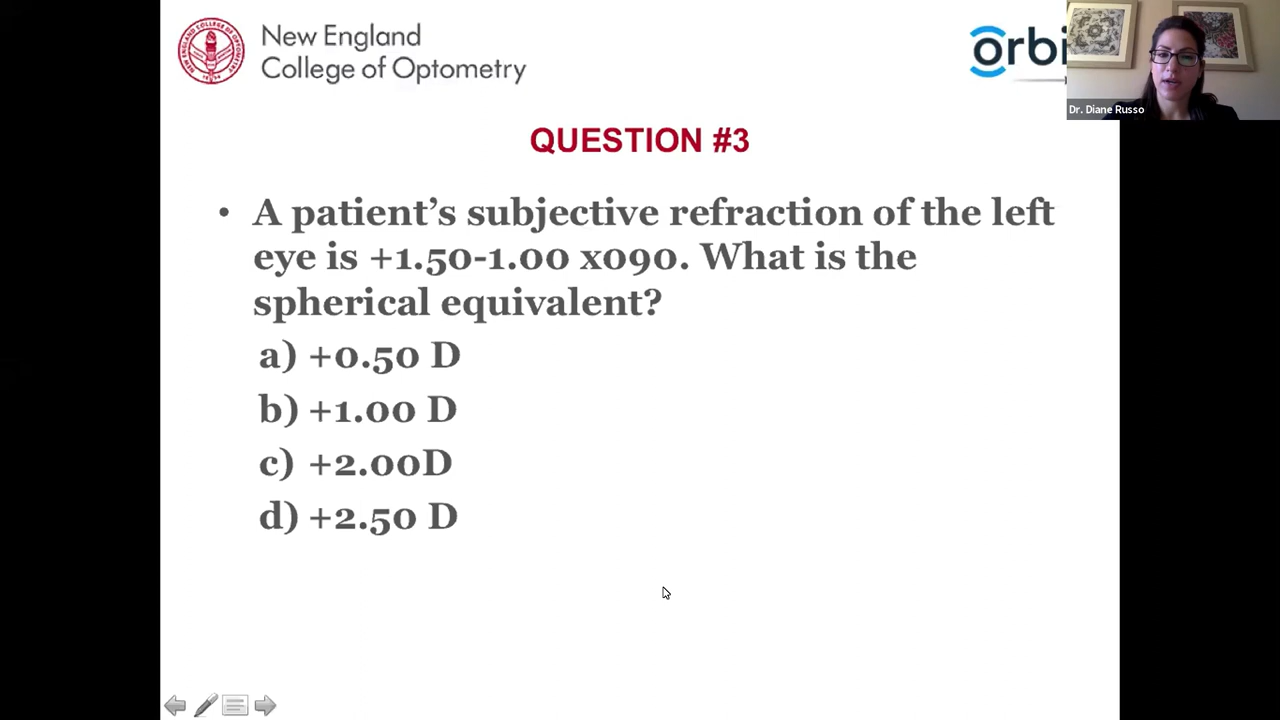 New England
College of Optometry
orbi
Dr. Diane Russo
QUESTION #3
• A patient’s subjective refraction of the left
eye is +1.50-1.00 x090. What is the
spherical equivalent?
a) +0.50 D
b) +1.00 D
c) +2.00D
d) +2.50 D